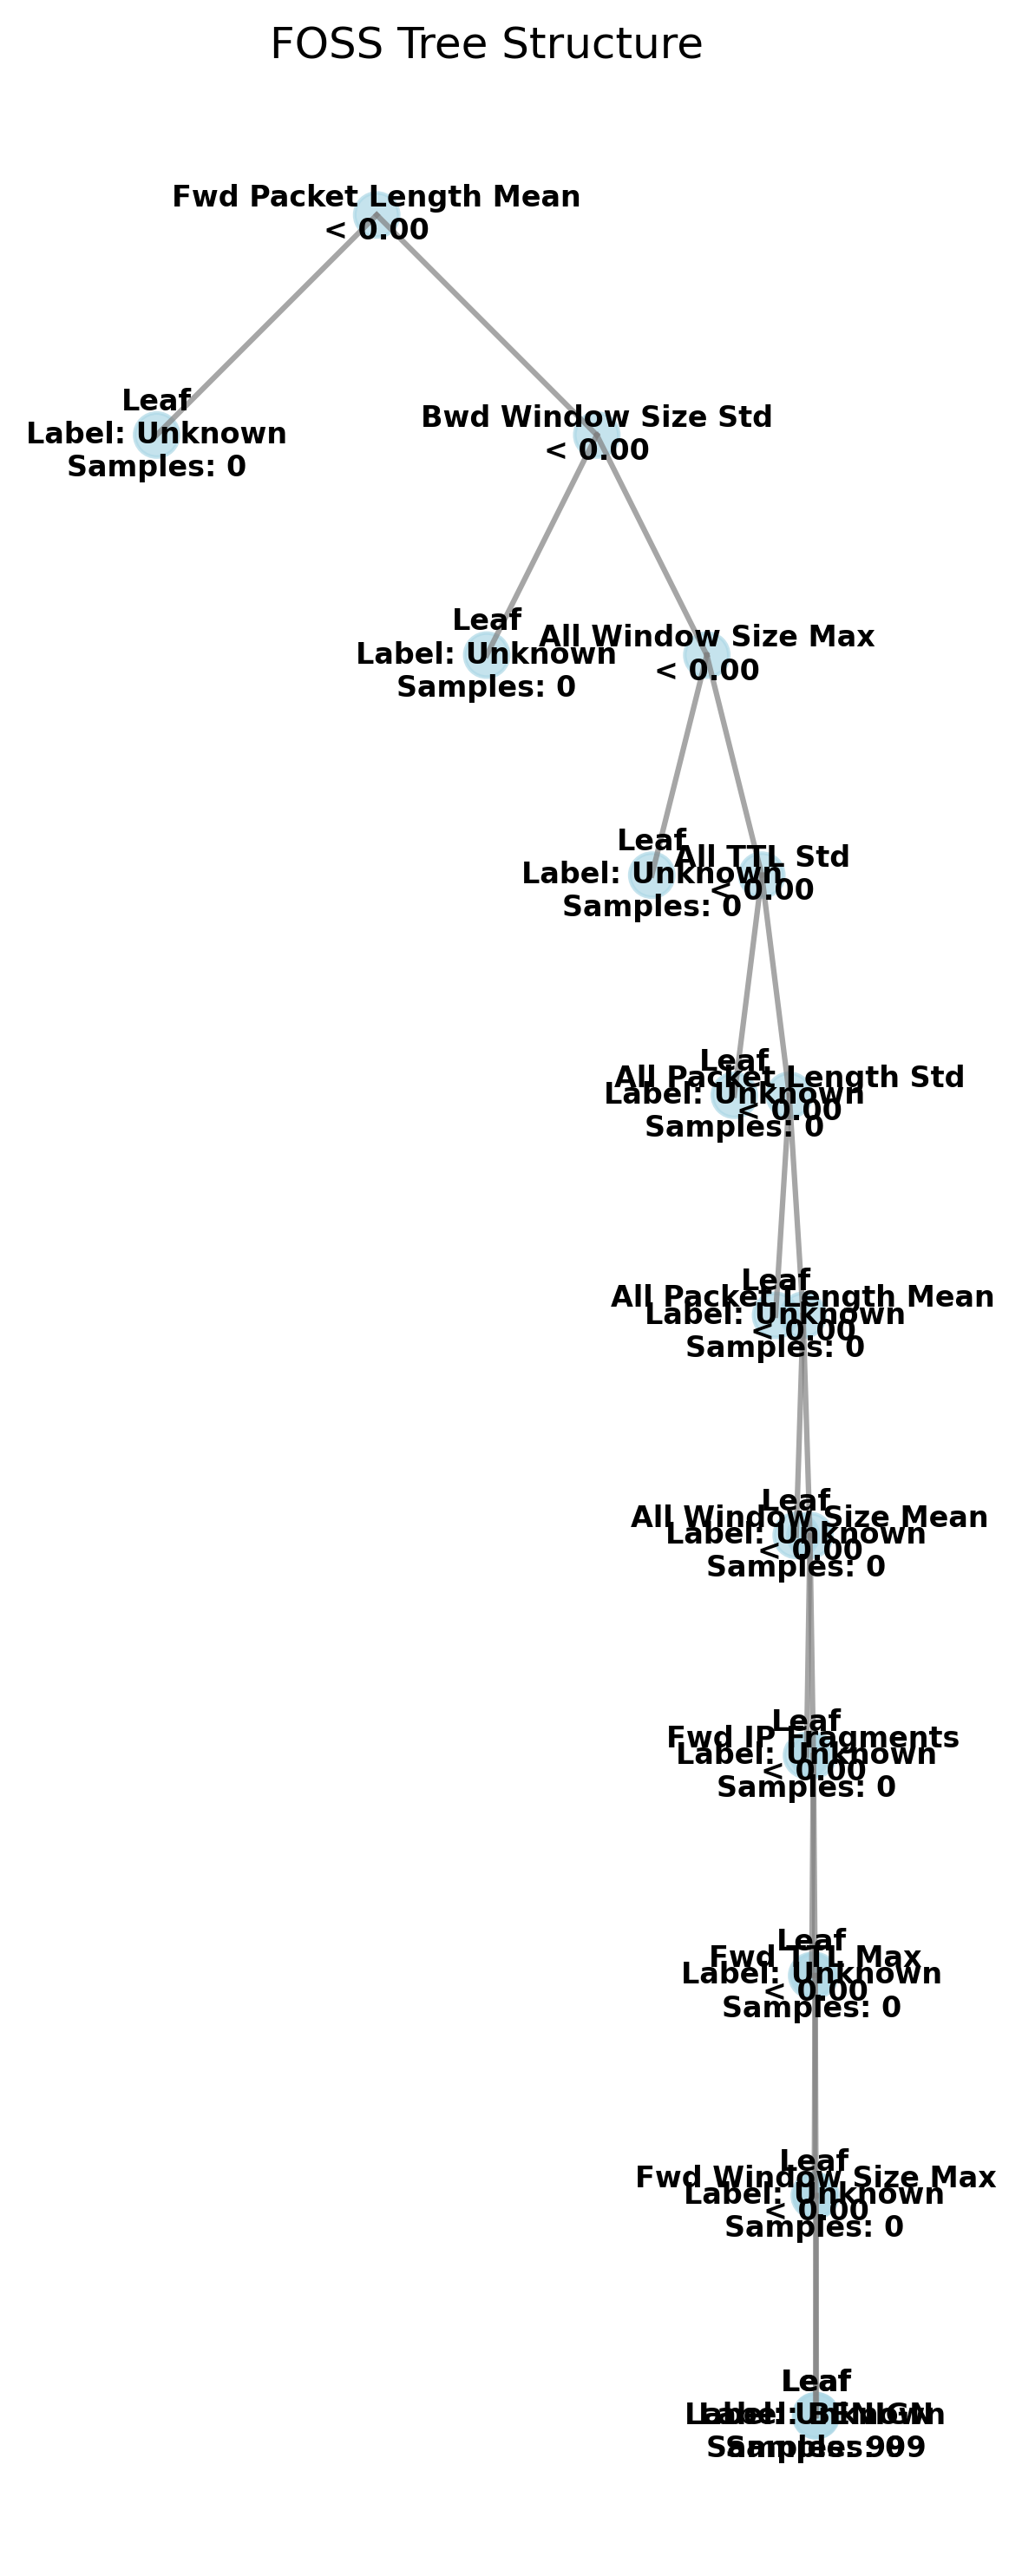 FOSS Tree Structure
Fwd Packet Length Mean
< 0.00
Leaf
Label: Unknown
Samples: 0
Bwd Window Size Std
< 0.00
Leaf
Label: Unknown
Samples: 0
All Window Size Max
< 0.00
Leaf
Label: Unknown
Samples: 0
All TTL Std
< 0.00
Leaf
Label: Unknown
Samples: 0
All Packet Length Std
< 0.00
Leaf
Label: Unknown
Samples: 0
All Packet Length Mean
< 0.00
Leaf
Label: Unknown
Samples: 0
All Window Size Mean
< 0.00
Leaf
Label: Unknown
Samples: 0
Fwd IP Fragments
< 0.00
Leaf
Label: Unknown
Samples: 0
Fwd TTL Max
< 0.00
Leaf
Label: Unknown
Samples: 0
Fwd Window Size Max
< 0.00
Leaf
Label: Unknown
Samples: 0
Leaf
Label: BENIGN
Samples: